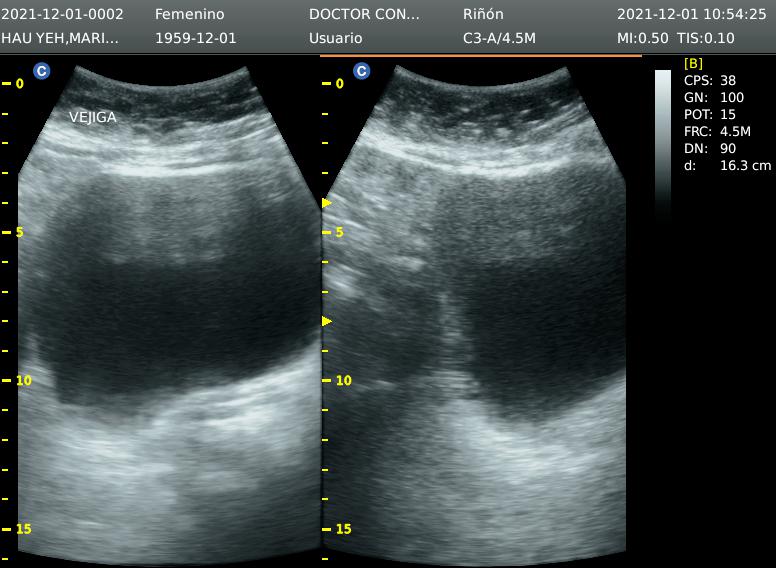 2021-12-01-0002 Femenino DOCTOR CON... Riñón 2021-12-01 10:54:25
HAU YEH,MARI... 1959-12-01 Usuario C3-A/4.5M MI:0.50 TIS:0.10
C C
[B]
CPS: 38
GN: 100
POT: 15
FRC: 4.5M
DN: 90
d: 16.3 cm
VEJIGA
0 0
5 5
10 10
15 15